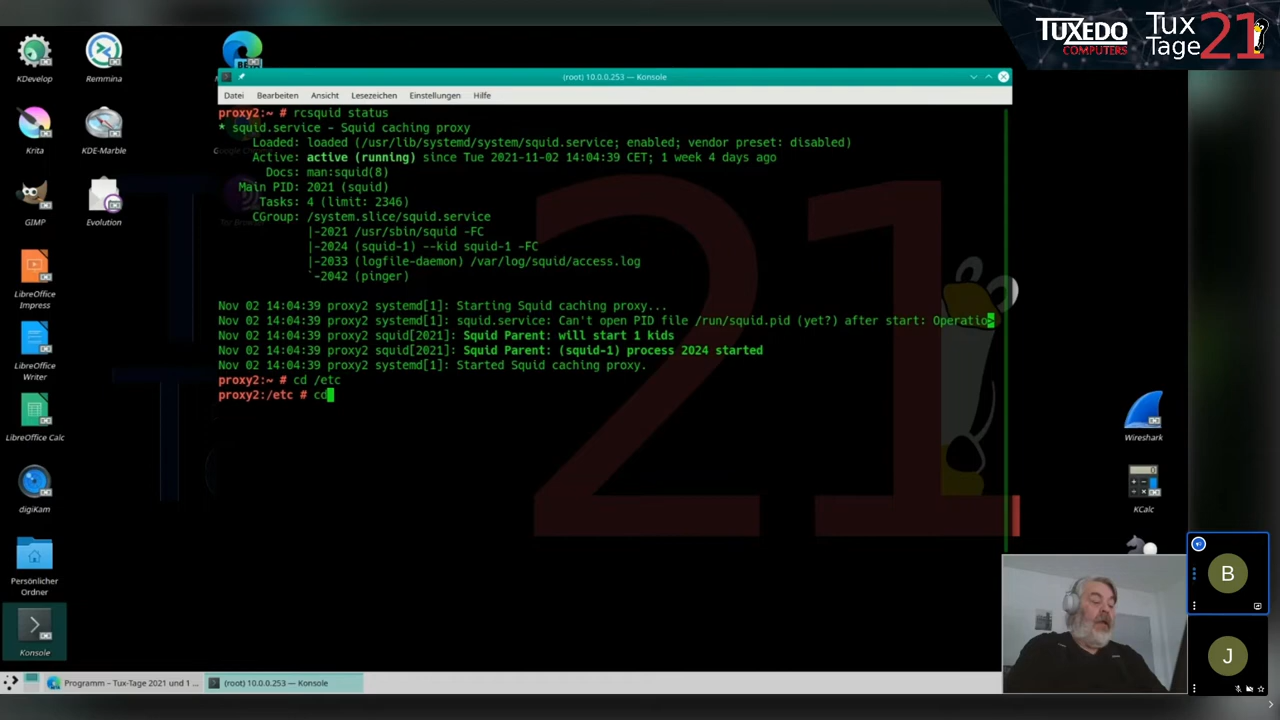 TUXEDO
COMPUTERS
Tux
Tage 21
KDevelop
Remmina
Krita
KDE-Marble
GIMP
Evolution
LibreOffice
Impress
LibreOffice
Writer
LibreOffice Calc
digiKam
Persönlicher
Ordner
Konsole
(root) 10.0.0.253 — Konsole
Datei Bearbeiten Ansicht Lesezeichen Einstellungen Hilfe
proxy2:~ # rcsquid status
* squid.service - Squid caching proxy
Loaded: loaded (/usr/lib/systemd/system/squid.service; enabled; vendor preset: disabled)
Active: active (running) since Tue 2021-11-02 14:04:39 CET; 1 week 4 days ago
Docs: man:squid(8)
Main PID: 2021 (squid)
Tasks: 4 (limit: 2346)
CGroup: /system.slice/squid.service
|-2021 /usr/sbin/squid -FC
|-2024 (squid-1) --kid squid-1 -FC
|-2033 (logfile-daemon) /var/log/squid/access.log
`-2042 (pinger)
Nov 02 14:04:39 proxy2 systemd[1]: Starting Squid caching proxy...
Nov 02 14:04:39 proxy2 systemd[1]: squid.service: Can't open PID file /run/squid.pid (yet?) after start: Operatio>
Nov 02 14:04:39 proxy2 squid[2021]: Squid Parent: will start 1 kids
Nov 02 14:04:39 proxy2 squid[2021]: Squid Parent: (squid-1) process 2024 started
Nov 02 14:04:39 proxy2 systemd[1]: Started Squid caching proxy.
proxy2:~ # cd /etc
proxy2:/etc # cd
21
Wireshark
KCalc
B
J
Programm – Tux-Tage 2021 und 1 ...
(root) 10.0.0.253 — Konsole